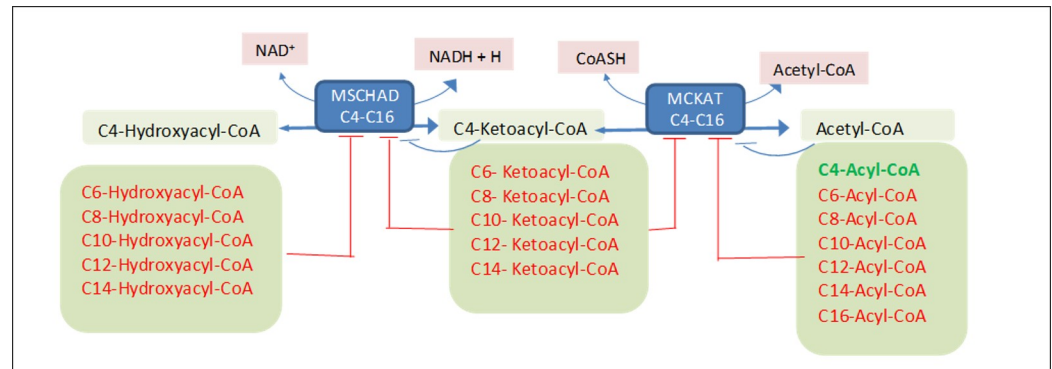 NAD⁺
NADH + H
CoASH
Acetyl-CoA
MSCHAD
C4-C16
MCKAT
C4-C16
C4-Hydroxyacyl-CoA
C4-Ketoacyl-CoA
Acetyl-CoA
C6-Hydroxyacyl-CoA
C8-Hydroxyacyl-CoA
C10-Hydroxyacyl-CoA
C12-Hydroxyacyl-CoA
C14-Hydroxyacyl-CoA
C6- Ketoacyl-CoA
C8- Ketoacyl-CoA
C10- Ketoacyl-CoA
C12- Ketoacyl-CoA
C14- Ketoacyl-CoA
C4-Acyl-CoA
C6-Acyl-CoA
C8-Acyl-CoA
C10-Acyl-CoA
C12-Acyl-CoA
C14-Acyl-CoA
C16-Acyl-CoA